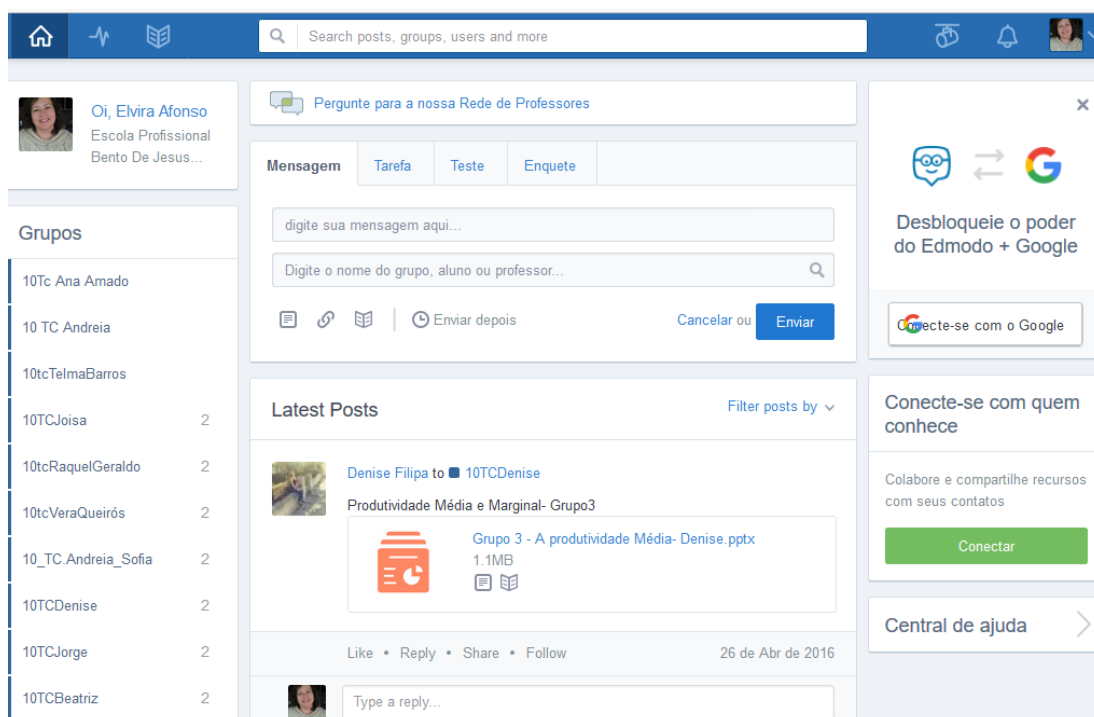 Search posts, groups, users and more
Oi, Elvira Afonso
Escola Profissional
Bento De Jesus...
Grupos
10Tc Ana Amado
10 TC Andreia
10tcTelmaBarros
10TCJoisa 2
10tcRaquelGeraldo 2
10tcVeraQueirós 2
10_TC.Andreia_Sofia 2
10TCDenise 2
10TCJorge 2
10TCBeatriz 2
Pergunte para a nossa Rede de Professores
Mensagem Tarefa Teste Enquete
digite sua mensagem aqui...
Digite o nome do grupo, aluno ou professor...
Enviar depois Cancelar ou Enviar
Latest Posts Filter posts by
Denise Filipa to 10TCDenise
Produtividade Média e Marginal- Grupo3
Grupo 3 - A produtividade Média- Denise.pptx
1.1MB
Like • Reply • Share • Follow 26 de Abr de 2016
Type a reply...
Desbloqueie o poder
do Edmodo + Google
Conecte-se com o Google
Conecte-se com quem
conhece
Colabore e compartilhe recursos
com seus contatos
Conectar
Central de ajuda